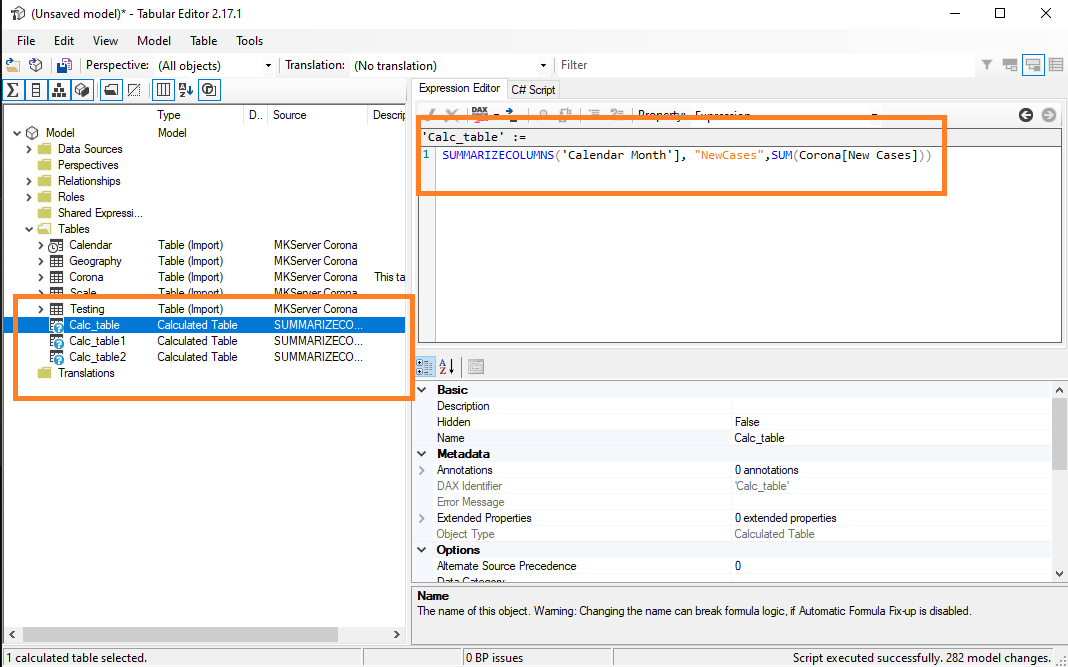 (Unsaved model)* - Tabular Editor 2.17.1
File Edit View Model Table Tools
Perspective: (All objects) Translation: (No translation) Filter
Type D.. Source Descrip
Model Model
Data Sources
Perspectives
Relationships
Roles
Shared Expressi...
Tables
Calendar Table (Import) MKServer Corona
Geography Table (Import) MKServer Corona
Corona Table (Import) MKServer Corona This ta
Scale Table (Import) MKServer Corona
Testing Table (Import) MKServer Corona
Calc_table Calculated Table SUMMARIZECO...
Calc_table1 Calculated Table SUMMARIZECO...
Calc_table2 Calculated Table SUMMARIZECO...
Translations
Expression Editor C# Script
DAX Property: Expression
'Calc_table' :=
1 SUMMARIZECOLUMNS('Calendar Month'], "NewCases",SUM(Corona[New Cases]))
Basic
Description
Hidden False
Name Calc_table
Metadata
Annotations 0 annotations
DAX Identifier 'Calc_table'
Error Message
Extended Properties 0 extended properties
Object Type Calculated Table
Options
Alternate Source Precedence 0
Data Category
Name
The name of this object. Warning: Changing the name can break formula logic, if Automatic Formula Fix-up is disabled.
1 calculated table selected. 0 BP issues Script executed successfully. 282 model changes.